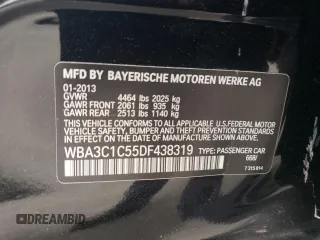 MFD BY BAYERISCHE MOTOREN WERKE AG
01-2013
GVWR 4464 lbs 2025 kg
GAWR FRONT 2061 lbs 935 kg
GAWR REAR 2513 lbs 1140 kg
THIS VEHICLE CONFORMS TO ALL APPLICABLE FEDERAL
MOTOR VEHICLE SAFETY, BUMPER AND THEFT PREVENTION
STANDARDS IN EFFECT ON THE DATE OF MANUFACTURE SHOWN ABOVE.
WBA3C1C55DF438319 TYPE: PASSENGER CAR
668/
7315814
DREAMBID